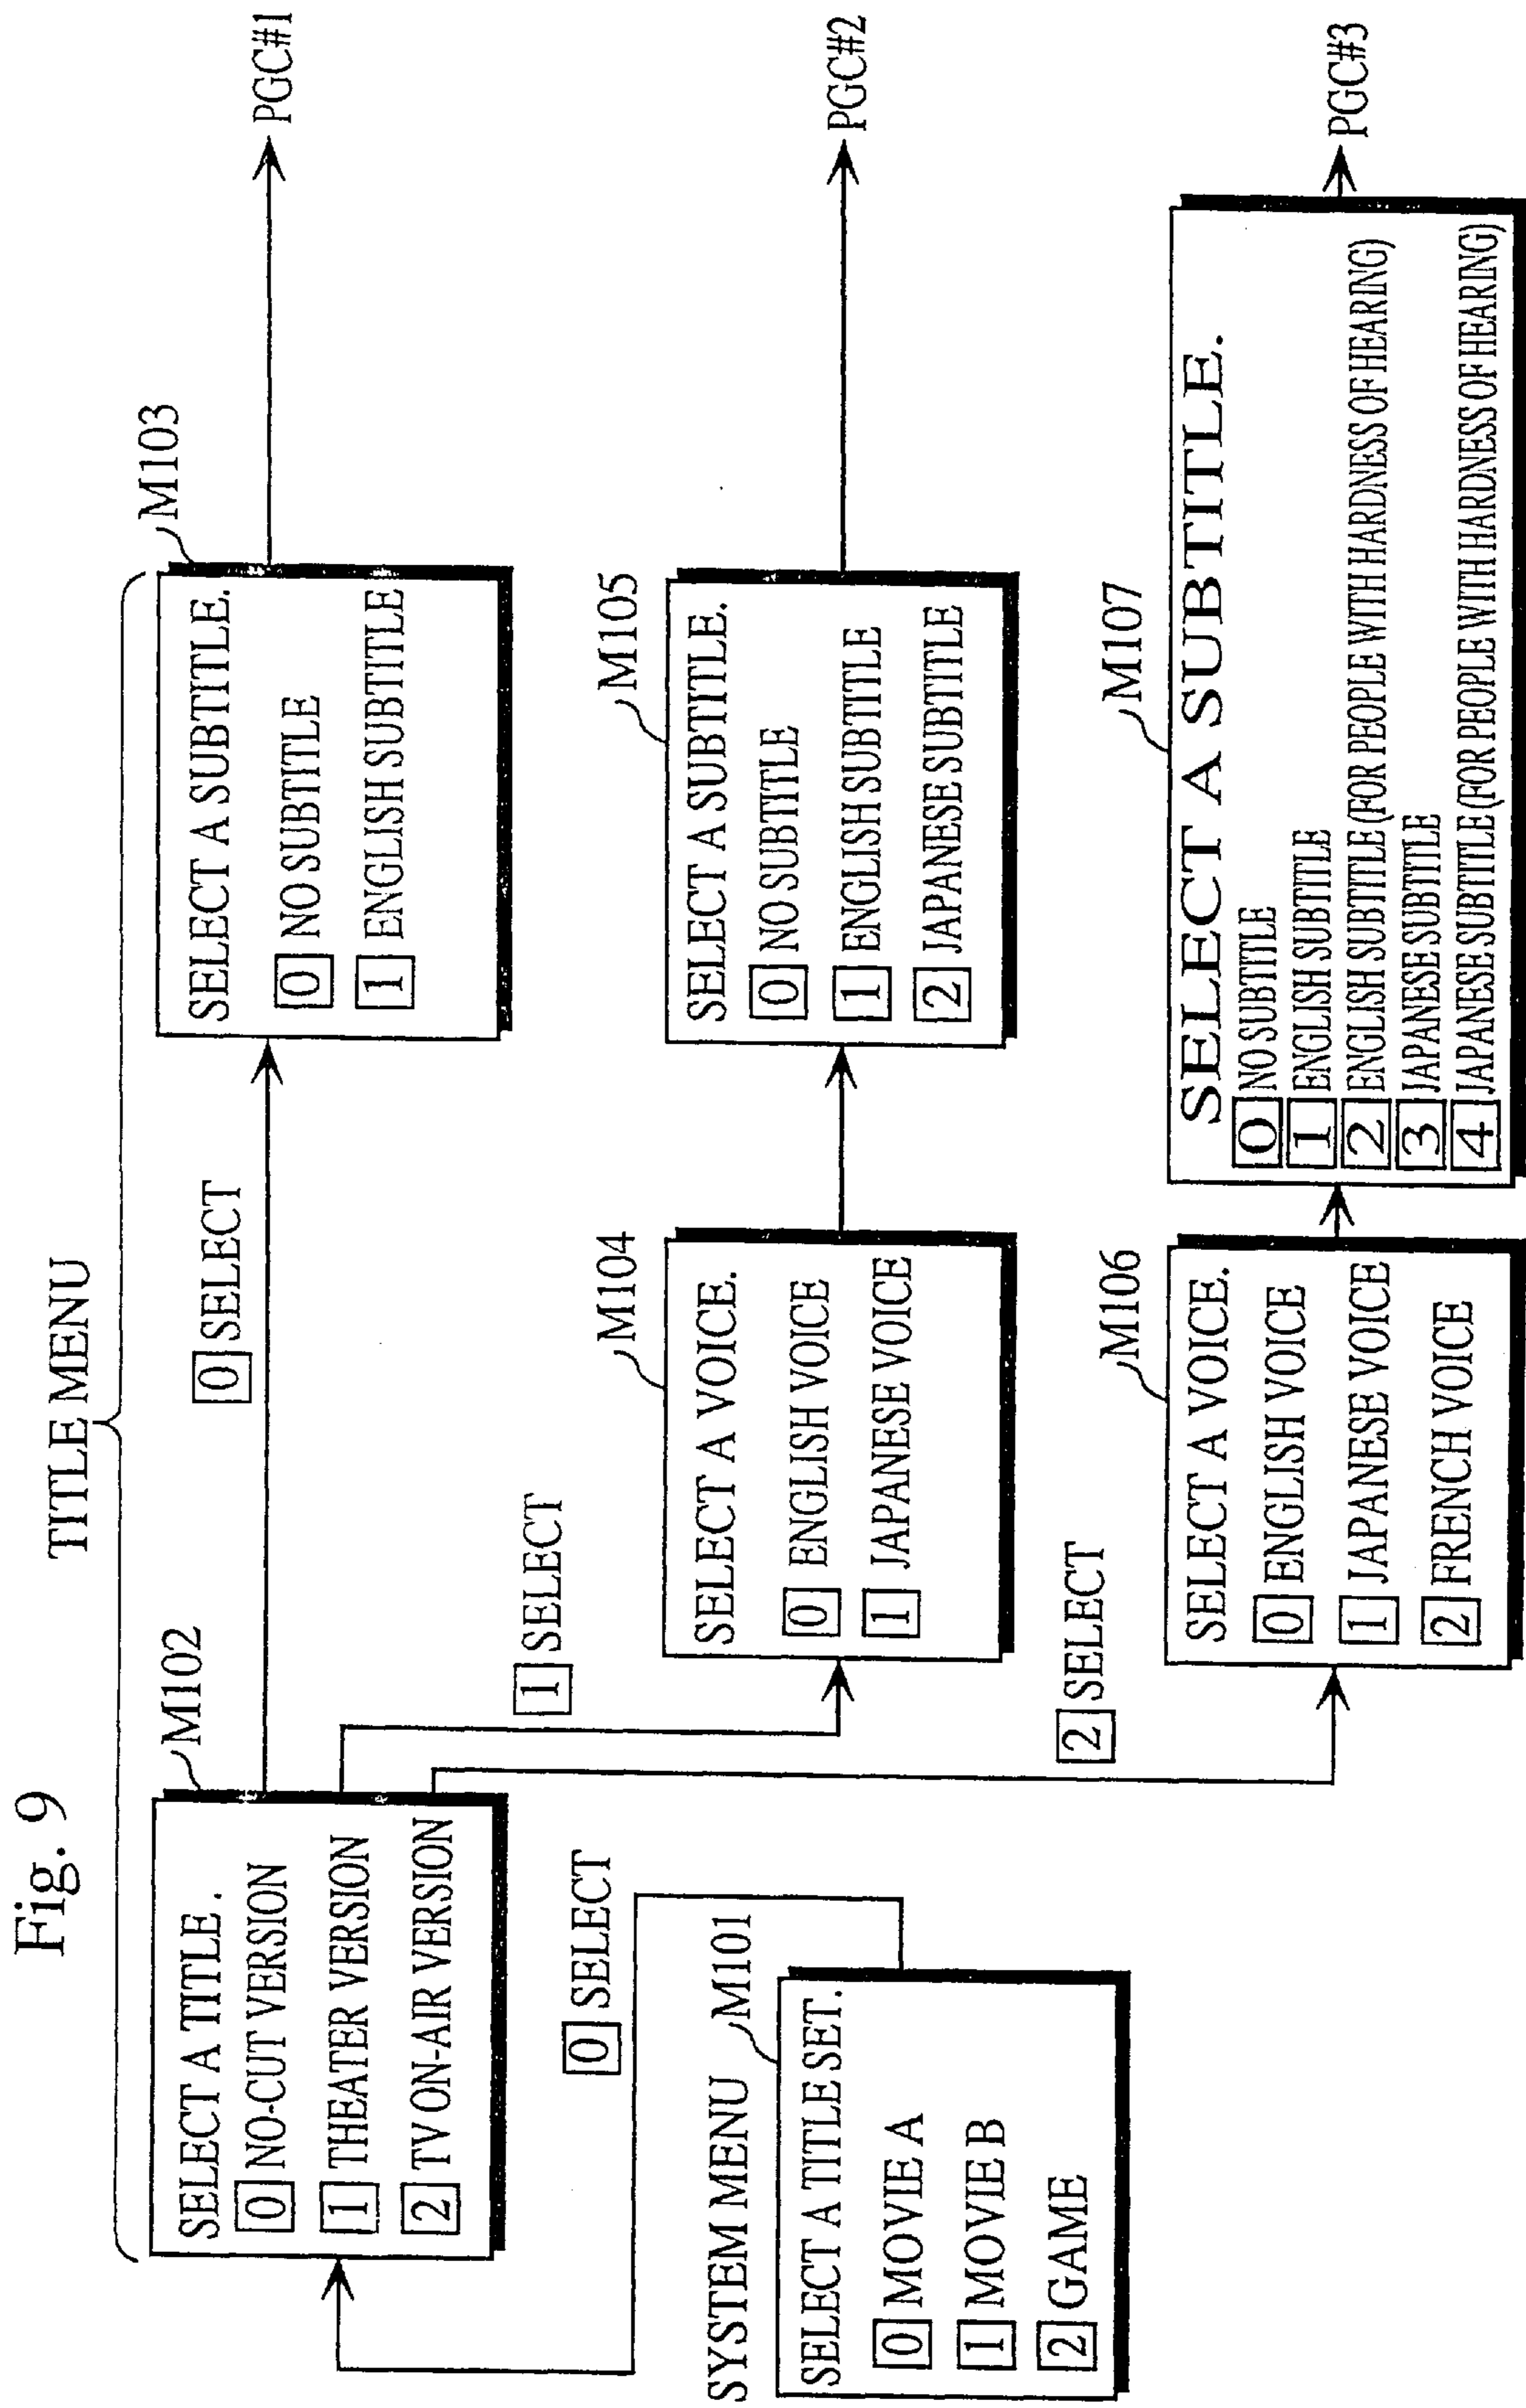 Fig. 9
TITLE MENU
M102
SELECT A TITLE .
0 NO-CUT VERSION
1 THEATER VERSION
2 TV ON-AIR VERSION
0 SELECT
M103
SELECT A SUBTITLE.
0 NO SUBTITLE
1 ENGLISH SUBTITLE
PGC#1
1 SELECT
M104
SELECT A VOICE.
0 ENGLISH VOICE
1 JAPANESE VOICE
M105
SELECT A SUBTITLE.
0 NO SUBTITLE
1 ENGLISH SUBTITLE
2 JAPANESE SUBTITLE
PGC#2
0 SELECT
SYSTEM MENU
M101
SELECT A TITLE SET.
0 MOVIE A
1 MOVIE B
2 GAME
2 SELECT
M106
SELECT A VOICE.
0 ENGLISH VOICE
1 JAPANESE VOICE
2 FRENCH VOICE
M107
SELECT A SUBTITLE.
0 NO SUBTITLE
1 ENGLISH SUBTITLE
2 ENGLISH SUBTITLE (FOR PEOPLE WITH HARDNESS OF HEARING)
3 JAPANESE SUBTITLE
4 JAPANESE SUBTITLE (FOR PEOPLE WITH HARDNESS OF HEARING)
PGC#3